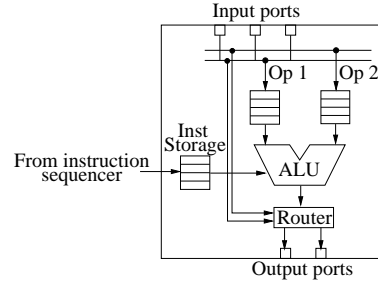 Input ports
Op 1
Op 2
Inst
Storage
From instruction
sequencer
ALU
Router
Output ports